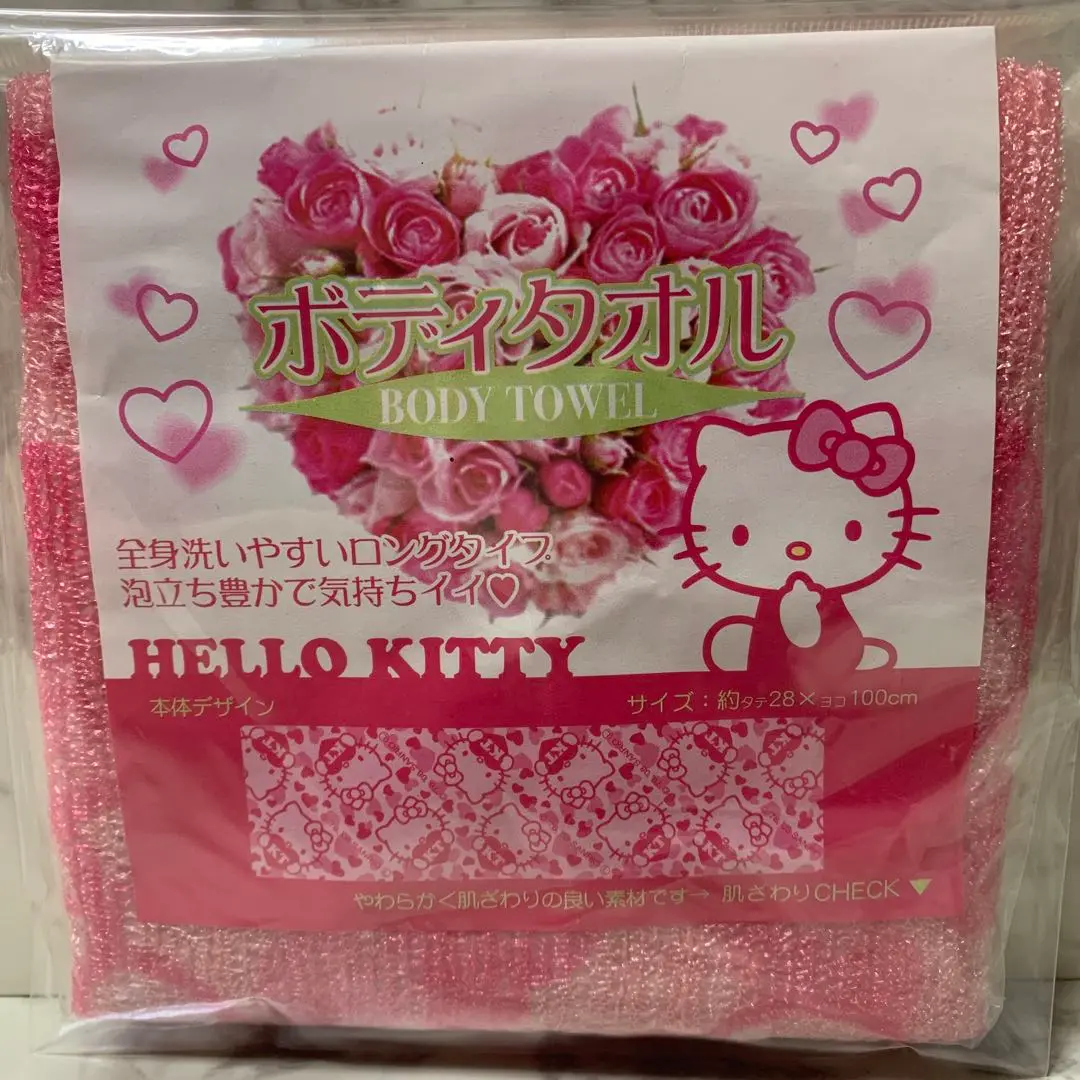 ボディタオル
BODY TOWEL
全身洗いやすいロングタイプ
泡立ち豊かで気持ちイイ♡
HELLO KITTY
本体デザイン
サイズ：約タテ28×ヨコ100cm
やわらかく肌ざわりの良い素材です→ 肌ざわりCHECK▼